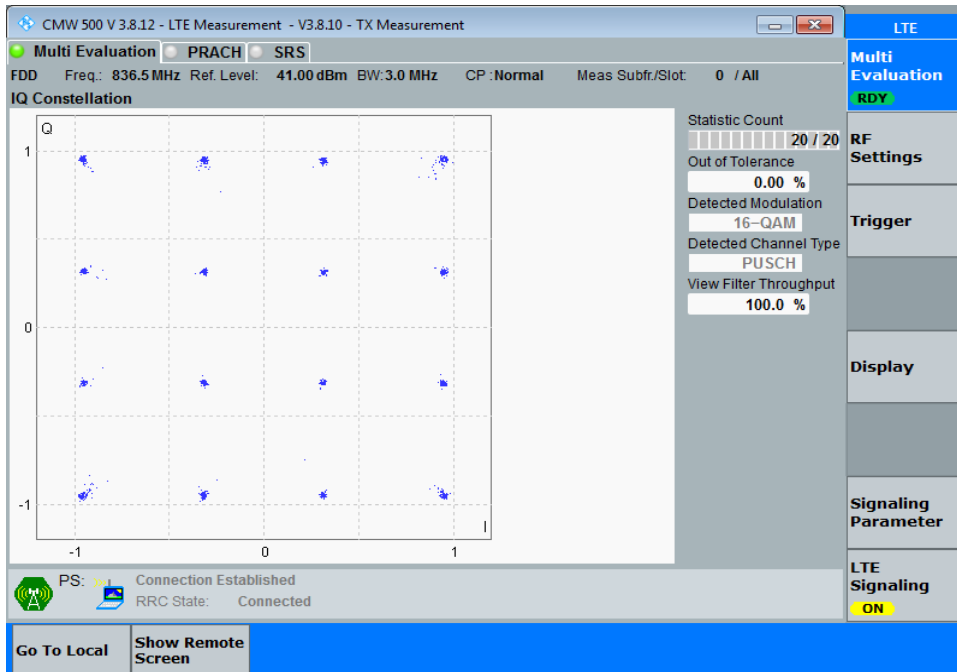 CMW 500 V 3.8.12 - LTE Measurement - V3.8.10 - TX Measurement
Multi Evaluation PRACH SRS
FDD Freq.: 836.5 MHz Ref. Level: 41.00 dBm BW: 3.0 MHz CP : Normal Meas Subfr./Slot: 0 / All
IQ Constellation
Q
1
0
-1
-1 0 1
I
Statistic Count
20 / 20
Out of Tolerance
0.00 %
Detected Modulation
16-QAM
Detected Channel Type
PUSCH
View Filter Throughput
100.0 %
PS: Connection Established
RRC State: Connected
LTE
Multi
Evaluation
RDY
RF
Settings
Trigger
Display
Signaling
Parameter
LTE
Signaling
ON
Go To Local
Show Remote
Screen